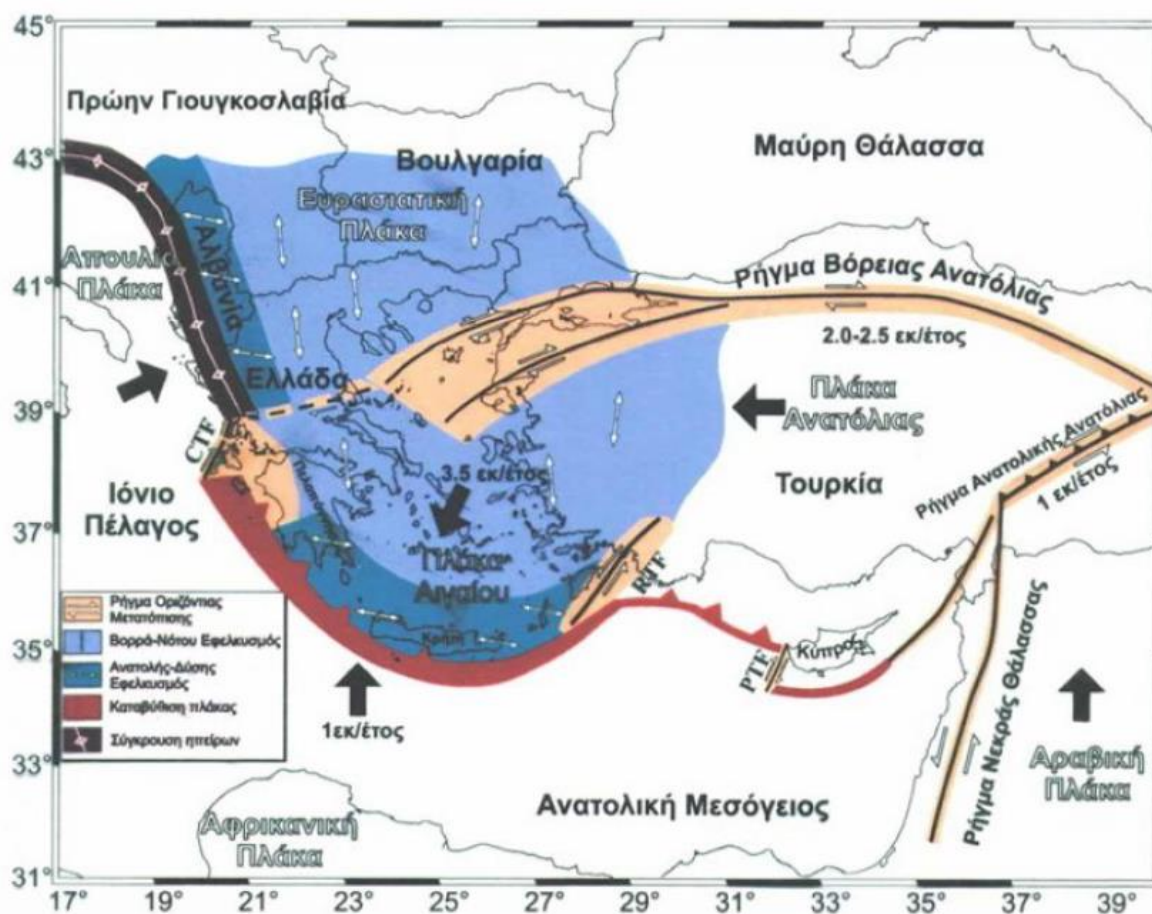 45°
43°
41°
39°
37°
35°
33°
31°
17°
19°
21°
23°
25°
27°
29°
31°
33°
35°
37°
39°
Πρώην Γιουγκοσλαβία
Βουλγαρία
Μαύρη Θάλασσα
Ευρασιατική
Πλάκα
Απουλία
Πλάκα
Αλβανία
Ρήγμα Βόρειας Ανατόλιας
2.0-2.5 εκ/έτος
Ελλάδα
Πλάκα
Ανατόλιας
CTF
Ιόνιο
Πέλαγος
3.5 εκ/έτος
Τουρκία
Ρήγμα Ανατολικής Ανατόλιας
1 εκ/έτος
Πλάκα
Αιγαίου
RTF
Κρήτη
PTF
Κύπρος
Ρήγμα Νεκράς Θάλασσας
1εκ/έτος
Αραβική
Πλάκα
Ανατολική Μεσόγειος
Αφρικανική
Πλάκα
Ρήγμα Οριζόντιας
Μετατόπισης
Βορρά-Νότου Εφελκυσμός
Ανατολής-Δύσης
Εφελκυσμός
Καταβύθιση πλάκας
Σύγκρουση ηπείρων